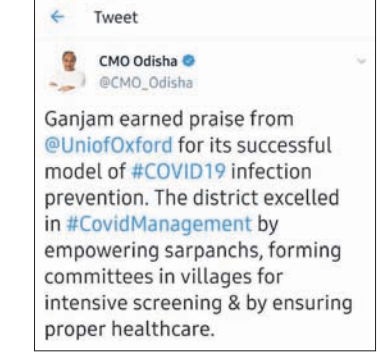 Tweet
CMO Odisha
@CMO_Odisha
Ganjam earned praise from
@UniofOxford for its successful
model of #COVID19 infection
prevention. The district excelled
in #CovidManagement by
empowering sarpanchs, forming
committees in villages for
intensive screening & by ensuring
proper healthcare.